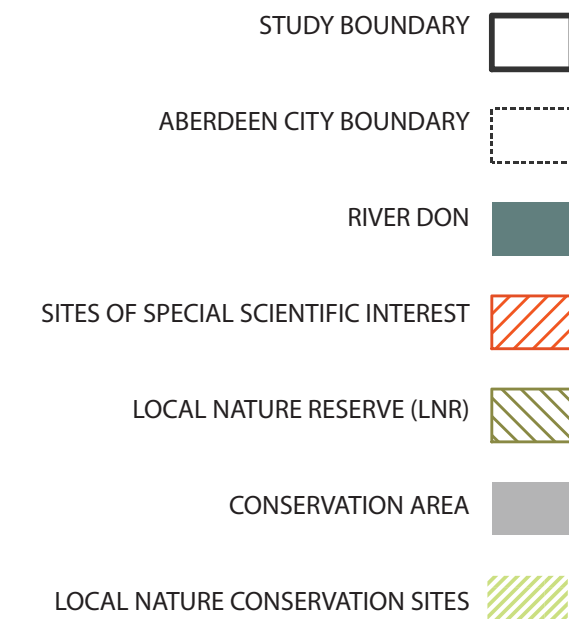 STUDY BOUNDARY
ABERDEEN CITY BOUNDARY
RIVER DON
SITES OF SPECIAL SCIENTIFIC INTEREST
LOCAL NATURE RESERVE (LNR)
CONSERVATION AREA
LOCAL NATURE CONSERVATION SITES